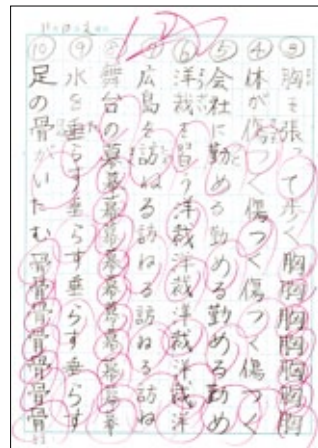 ③ 胸を張って歩く 胸胸胸胸胸
④ 体が傷つく傷つく傷つく
⑤ 会社に勤める勤める勤める勤め
⑥ 洋裁を習う洋裁洋裁洋裁洋
⑦ 広島を訪ねる訪ねる訪ねる訪ね
⑧ 舞台の幕幕幕幕幕幕幕幕
⑨ 水を垂らす垂らす垂らす垂らす
⑩ 足の骨がいたむ骨骨骨骨骨骨